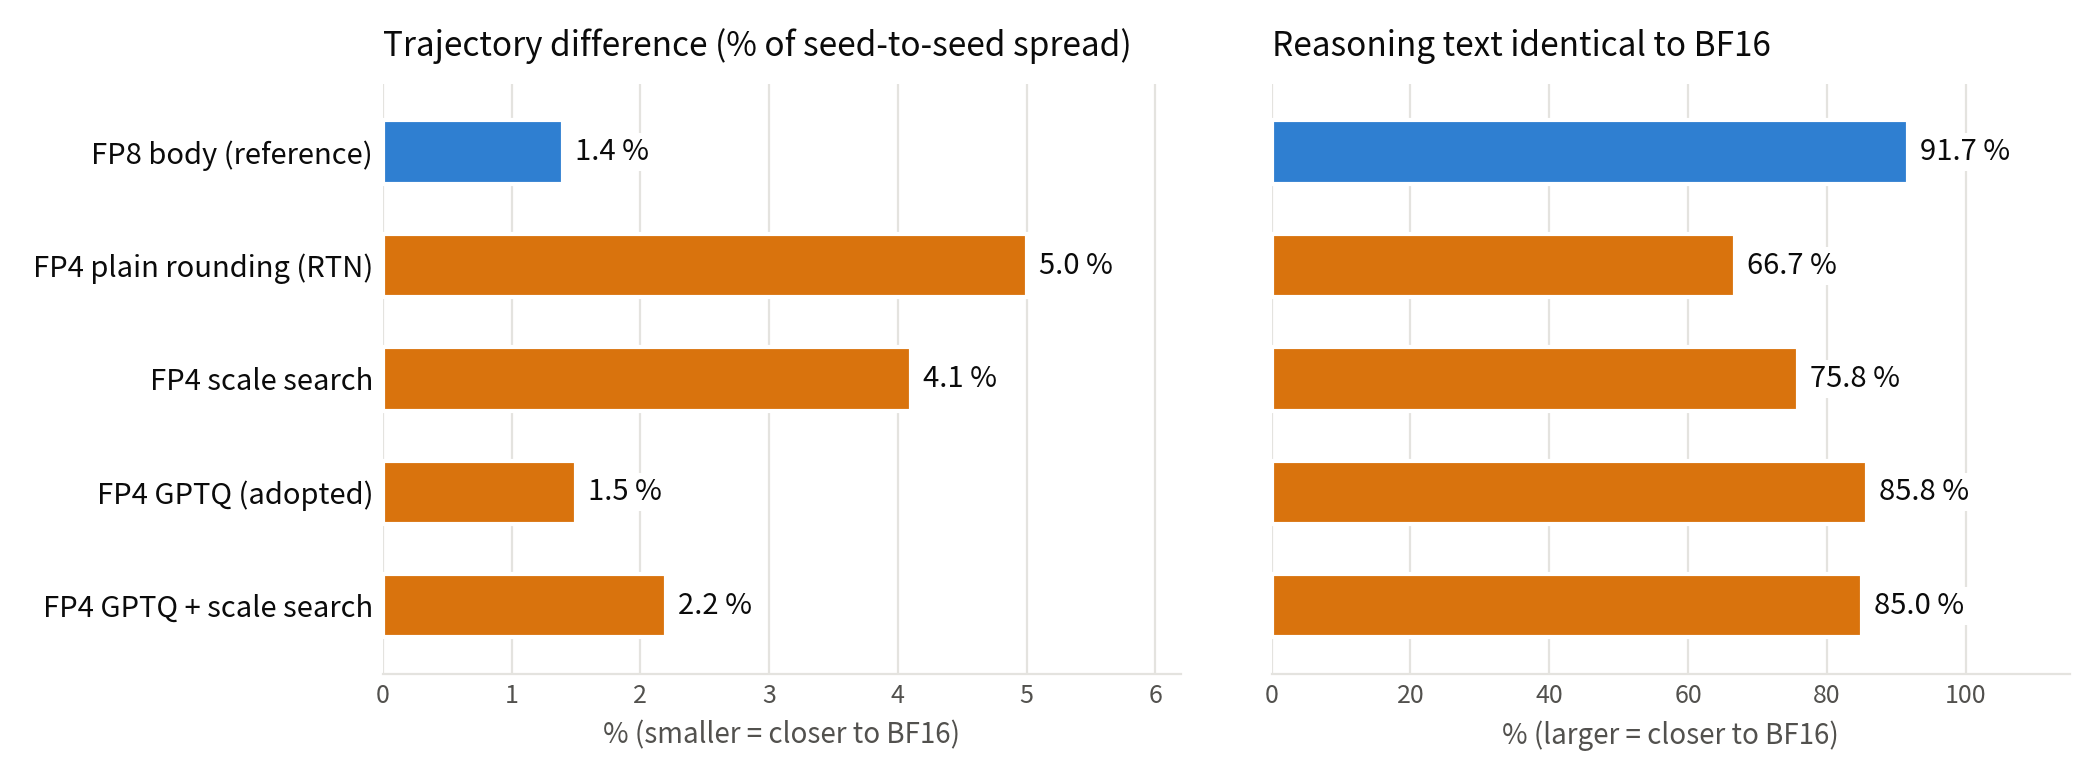 Trajectory difference (% of seed-to-seed spread)
FP8 body (reference)
1.4 %
FP4 plain rounding (RTN)
5.0 %
FP4 scale search
4.1 %
FP4 GPTQ (adopted)
1.5 %
FP4 GPTQ + scale search
2.2 %
0 1 2 3 4 5 6
% (smaller = closer to BF16)
Reasoning text identical to BF16
91.7 %
66.7 %
75.8 %
85.8 %
85.0 %
0 20 40 60 80 100
% (larger = closer to BF16)